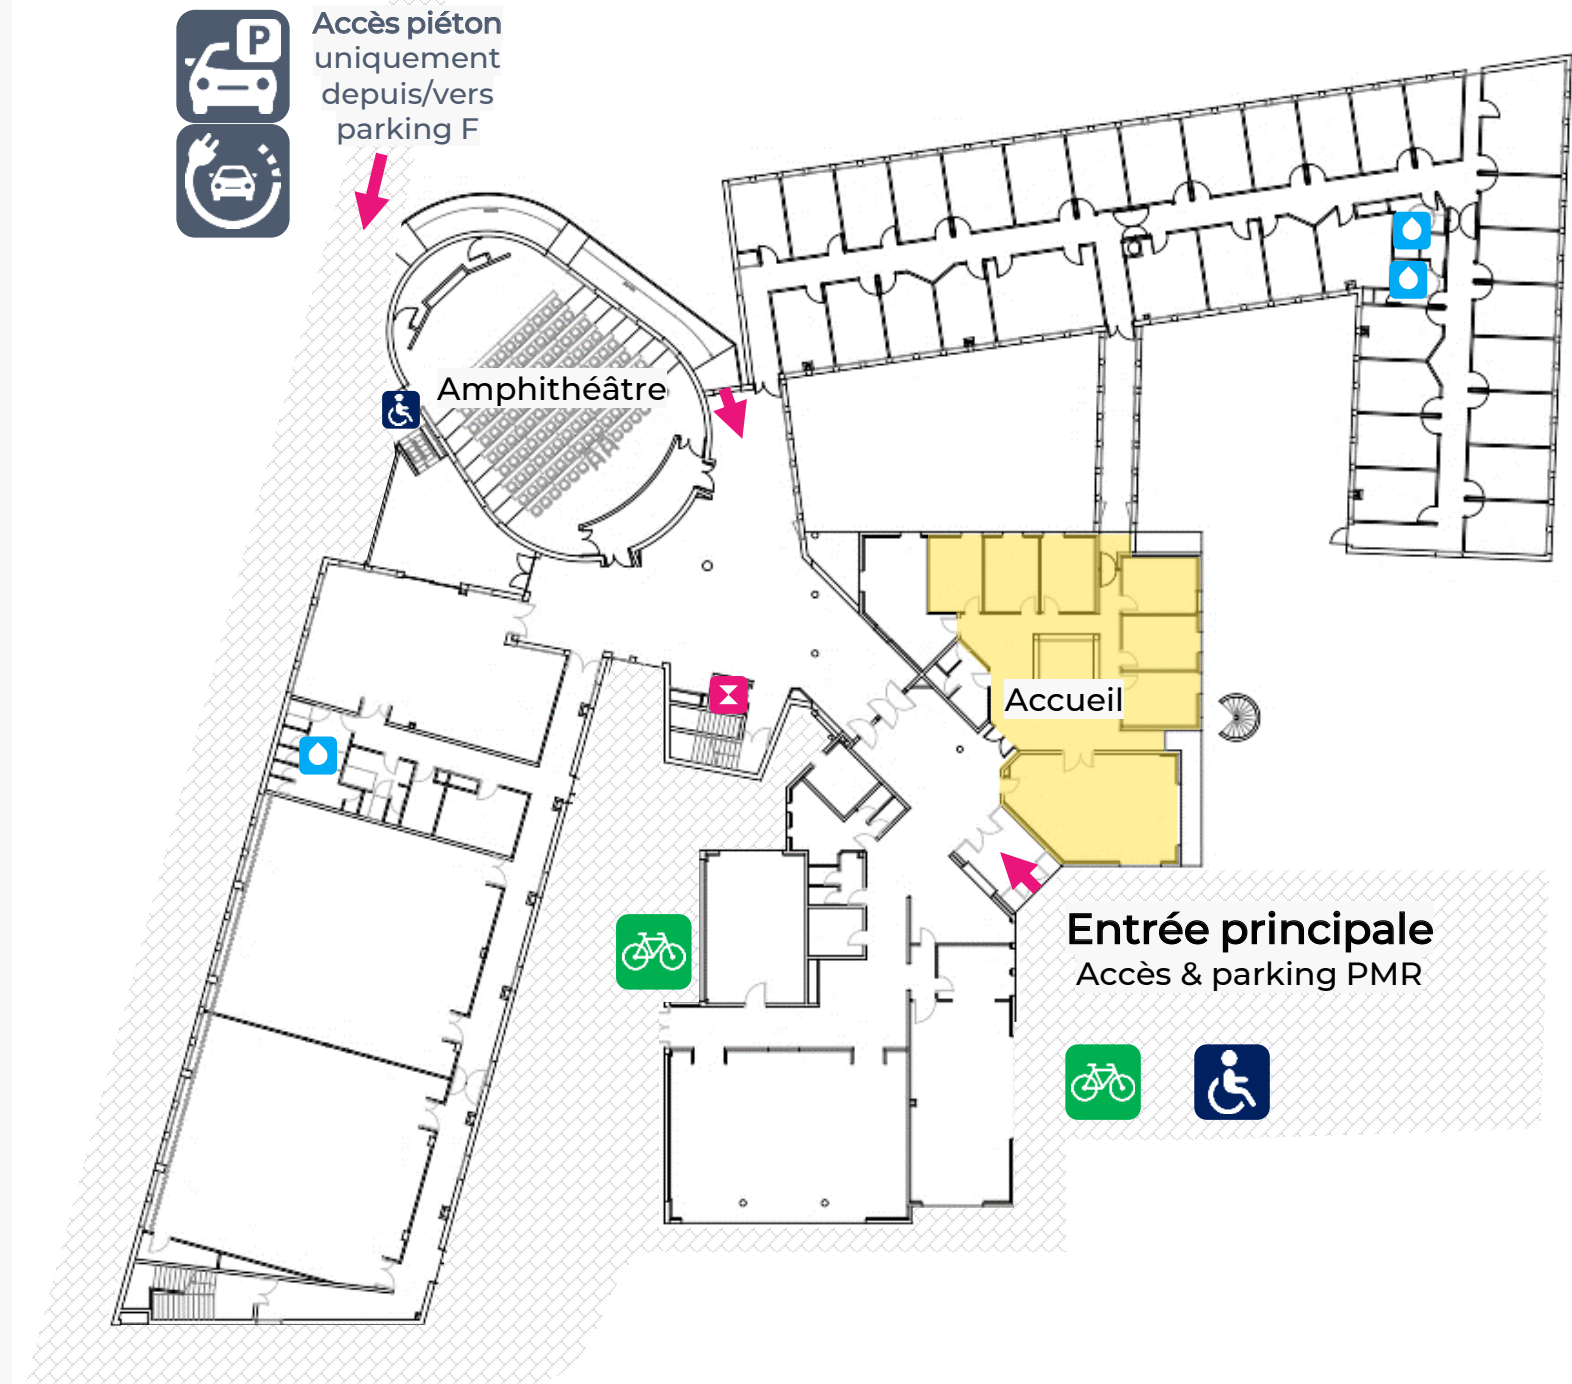 P
Accès piéton
uniquement
depuis/vers
parking F
Amphithéâtre
Accueil
Entrée principale
Accès & parking PMR